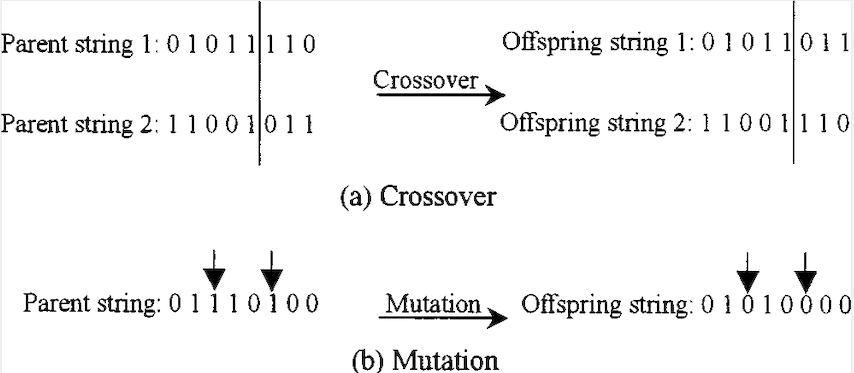 Parent string 1: 0 1 0 1 1 1 1 0 Offspring string 1: 0 1 0 1 1 0 1 1
Crossover
Parent string 2: 1 1 0 0 1 0 1 1 Offspring string 2: 1 1 0 0 1 1 1 0
(a) Crossover
Parent string: 0 1 1 1 0 1 0 0 Mutation Offspring string: 0 1 0 1 0 0 0 0
(b) Mutation